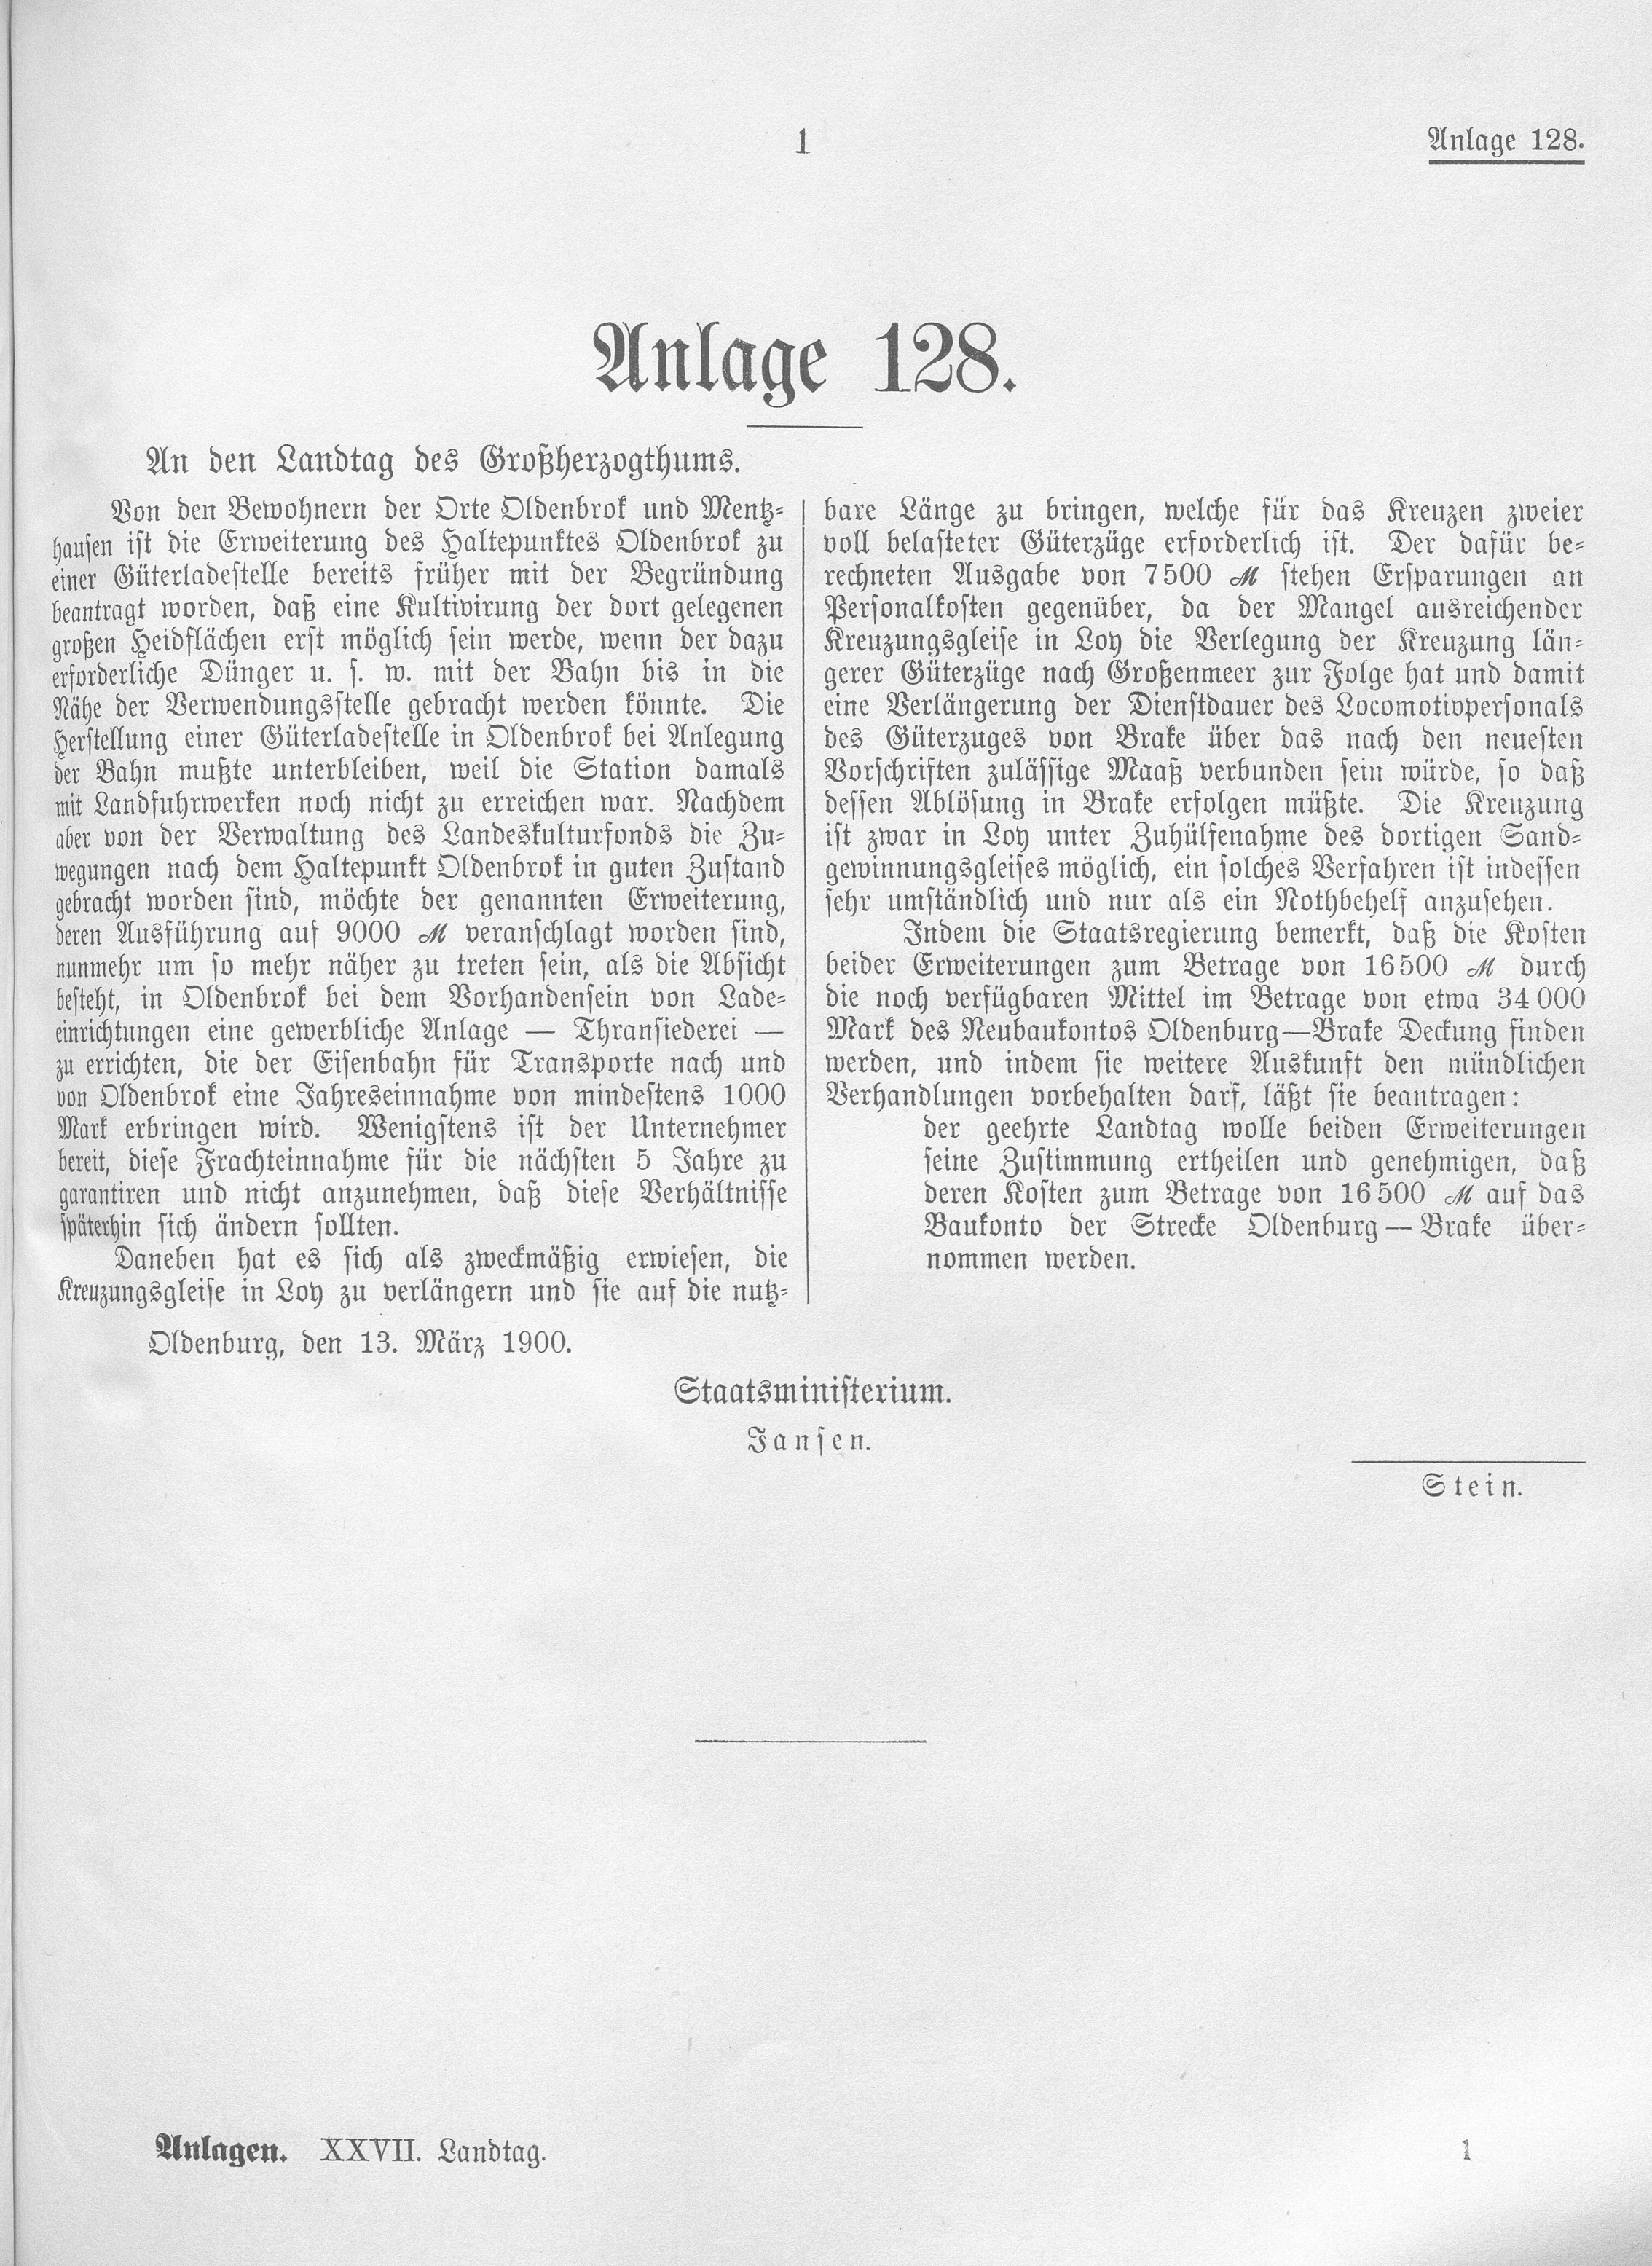 1
Anlage 128.
Anlage 128.
An den Landtag des Großherzogthums.
Von den Bewohnern der Orte Oldenbrok und Mentz-
hausen ist die Erweiterung des Haltepunktes Oldenbrok zu
einer Güterladestelle bereits früher mit der Begründung
beantragt worden, daß eine Kultivirung der dort gelegenen
großen Heidflächen erst möglich sein werde, wenn der dazu
erforderliche Dünger u. s. w. mit der Bahn bis in die
Nähe der Verwendungsstelle gebracht werden könnte. Die
Herstellung einer Güterladestelle in Oldenbrok bei Anlegung
der Bahn mußte unterbleiben, weil die Station damals
mit Landfuhrwerken noch nicht zu erreichen war. Nachdem
aber von der Verwaltung des Landeskulturfonds die Zu-
wegungen nach dem Haltepunkt Oldenbrok in guten Zustand
gebracht worden sind, möchte der genannten Erweiterung,
deren Ausführung auf 9000 ℳ veranschlagt worden sind,
nunmehr um so mehr näher zu treten sein, als die Absicht
besteht, in Oldenbrok bei dem Vorhandensein von Lade-
einrichtungen eine gewerbliche Anlage — Thransiederei —
zu errichten, die der Eisenbahn für Transporte nach und
von Oldenbrok eine Jahreseinnahme von mindestens 1000
Mark erbringen wird. Wenigstens ist der Unternehmer
bereit, diese Frachteinnahme für die nächsten 5 Jahre zu
garantiren und nicht anzunehmen, daß diese Verhältnisse
späterhin sich ändern sollten.
Daneben hat es sich als zweckmäßig erwiesen, die
Kreuzungsgleise in Loy zu verlängern und sie auf die nutz-
bare Länge zu bringen, welche für das Kreuzen zweier
voll belasteter Güterzüge erforderlich ist. Der dafür be-
rechneten Ausgabe von 7500 ℳ stehen Ersparungen an
Personalkosten gegenüber, da der Mangel ausreichender
Kreuzungsgleise in Loy die Verlegung der Kreuzung län-
gerer Güterzüge nach Großenmeer zur Folge hat und damit
eine Verlängerung der Dienstdauer des Locomotivpersonals
des Güterzuges von Brake über das nach den neuesten
Vorschriften zulässige Maaß verbunden sein würde, so daß
dessen Ablösung in Brake erfolgen müßte. Die Kreuzung
ist zwar in Loy unter Zuhülfenahme des dortigen Sand-
gewinnungsgleises möglich, ein solches Verfahren ist indessen
sehr umständlich und nur als ein Nothbehelf anzusehen.
Indem die Staatsregierung bemerkt, daß die Kosten
beider Erweiterungen zum Betrage von 16500 ℳ durch
die noch verfügbaren Mittel im Betrage von etwa 34000
Mark des Neubaukontos Oldenburg—Brake Deckung finden
werden, und indem sie weitere Auskunft den mündlichen
Verhandlungen vorbehalten darf, läßt sie beantragen:
der geehrte Landtag wolle beiden Erweiterungen
seine Zustimmung ertheilen und genehmigen, daß
deren Kosten zum Betrage von 16500 ℳ auf das
Baukonto der Strecke Oldenburg—Brake über-
nommen werden.
Oldenburg, den 13. März 1900.
Staatsministerium.
Jansen.
Stein.
Anlagen. XXVII. Landtag.
1